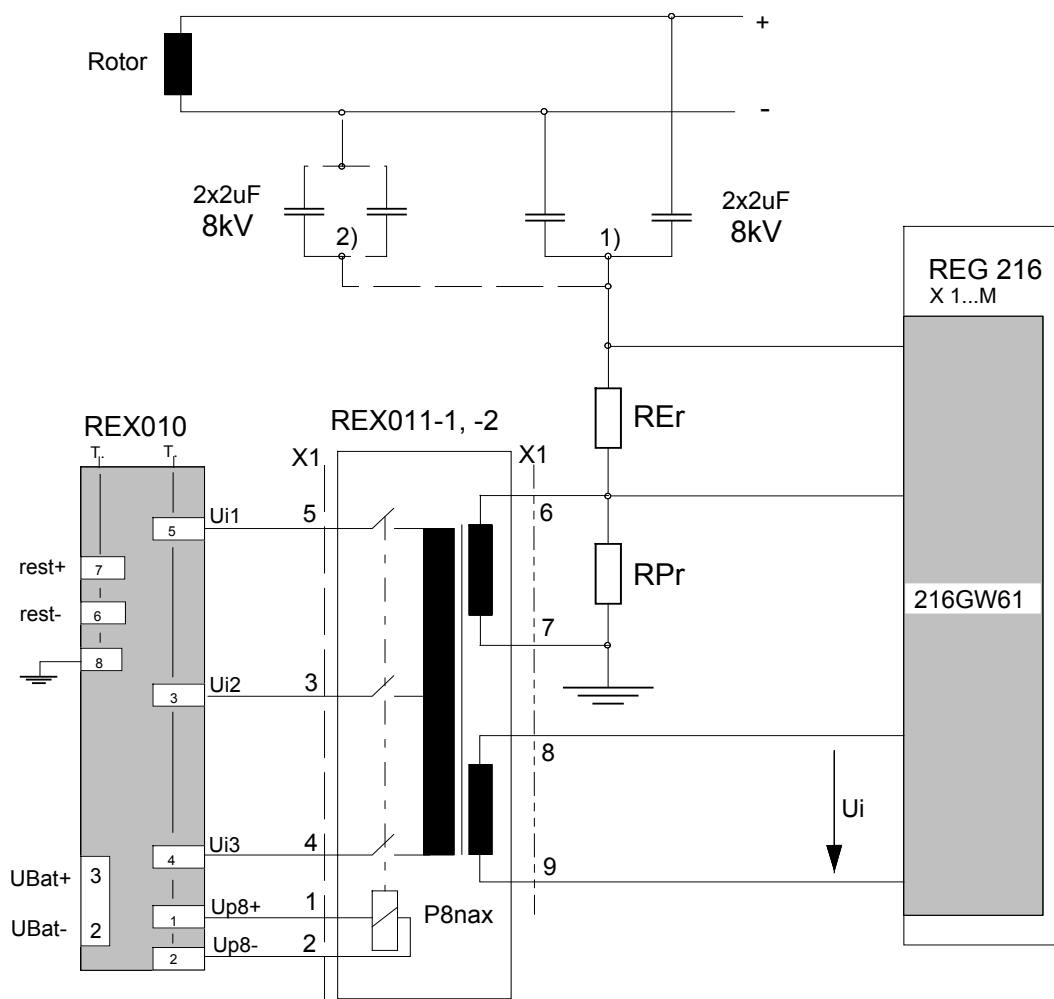 +
Rotor
-
2x2uF
8kV
2)
1)
2x2uF
8kV
REG 216
X 1...M
REr
REX010
REX011-1, -2
T..
T..
X1
X1
5
Ui1
5
6
rest+
7
RPr
216GW61
rest-
6
7
8
3
Ui2
3
8
Ui
4
Ui3
4
9
UBat+
3
1
Up8+
1
P8nax
UBat-
2
2
Up8-
2